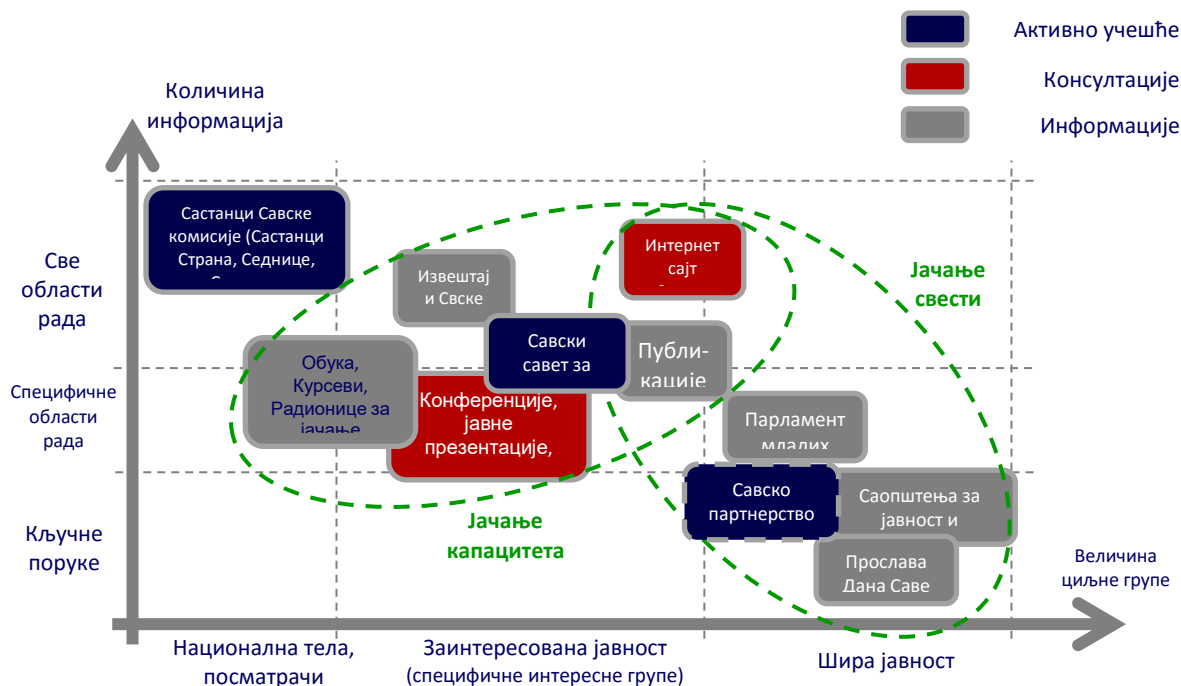 Активно учешће
Консултације
Информације
Количина
информација
Састанци Савске
комисије (Састанци
Страна, Седнице,
Све
области
рада
Извештај
и Свске
Интернет
сајт
Јачање
свести
Савски
савет за
Публи-
кације
Обука,
Курсеви,
Радионице за
јачање
Специфичне
области
рада
Конференције,
јавне
презентације,
Парламент
младих
Савско
партнерство
Саопштења за
јавност и
Јачање
капацитета
Кључне
поруке
Прослава
Дана Саве
Величина
циљне групе
Национална тела,
посматрачи
Заинтересована јавност
(специфичне интересне групе)
Шира јавност